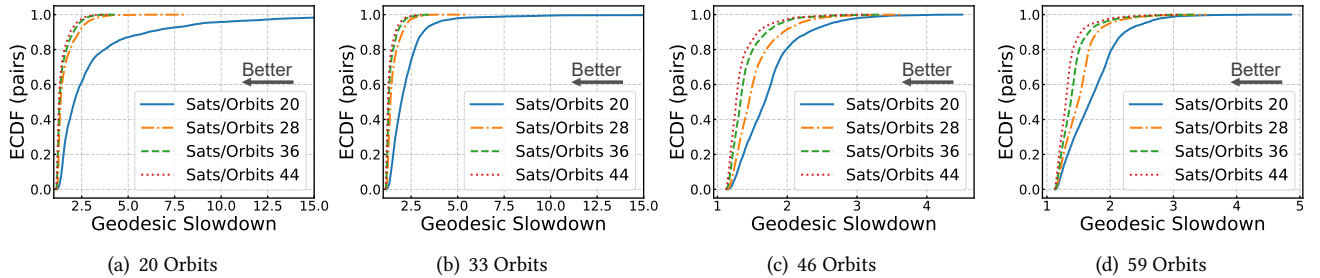 ECDF (pairs)
1.0
0.8
0.6
0.4
0.2
0.0
Better
Sats/Orbits 20
Sats/Orbits 28
Sats/Orbits 36
Sats/Orbits 44
2.5 5.0 7.5 10.0 12.5 15.0
Geodesic Slowdown
(a) 20 Orbits
ECDF (pairs)
1.0
0.8
0.6
0.4
0.2
0.0
Better
Sats/Orbits 20
Sats/Orbits 28
Sats/Orbits 36
Sats/Orbits 44
2.5 5.0 7.5 10.0 12.5 15.0
Geodesic Slowdown
(b) 33 Orbits
ECDF (pairs)
1.0
0.8
0.6
0.4
0.2
0.0
Better
Sats/Orbits 20
Sats/Orbits 28
Sats/Orbits 36
Sats/Orbits 44
1 2 3 4
Geodesic Slowdown
(c) 46 Orbits
ECDF (pairs)
1.0
0.8
0.6
0.4
0.2
0.0
Better
Sats/Orbits 20
Sats/Orbits 28
Sats/Orbits 36
Sats/Orbits 44
1 2 3 4 5
Geodesic Slowdown
(d) 59 Orbits